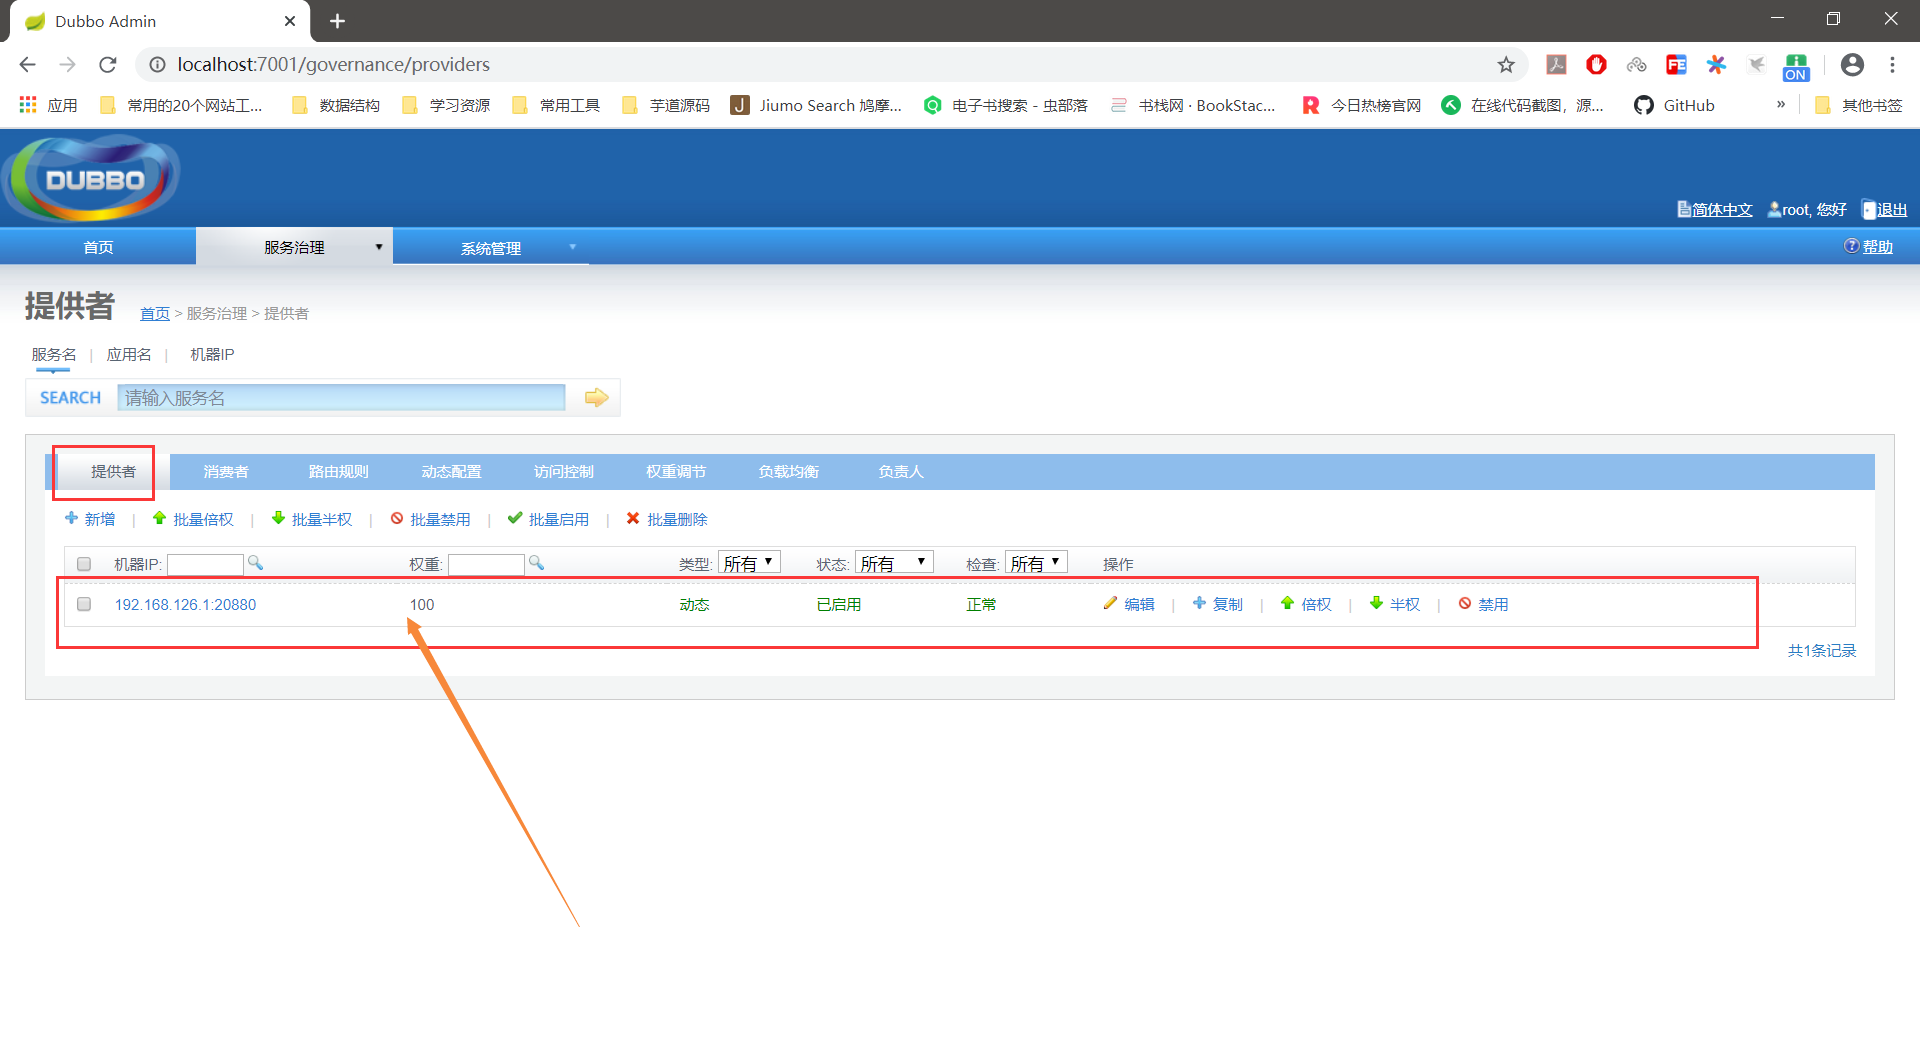 Dubbo Admin
localhost:7001/governance/providers
ON
应用 常用的20个网站工... 数据结构 学习资源 常用工具 芋道源码 Jiumo Search 鸠摩... 电子书搜索 - 虫部落 书栈网 · BookStac... 今日热榜官网 在线代码截图，源... GitHub » 其他书签
DUBBO
简体中文 root, 您好 退出
首页 服务治理 系统管理 帮助
提供者 首页 > 服务治理 > 提供者
服务名 | 应用名 | 机器IP
SEARCH 请输入服务名
提供者 消费者 路由规则 动态配置 访问控制 权重调节 负载均衡 负责人
新增 | 批量倍权 | 批量半权 | 批量禁用 | 批量启用 | 批量删除
机器IP: 权重: 类型: 所有 状态: 所有 检查: 所有 操作
192.168.126.1:20880 100 动态 已启用 正常 编辑 | 复制 | 倍权 | 半权 | 禁用
共1条记录